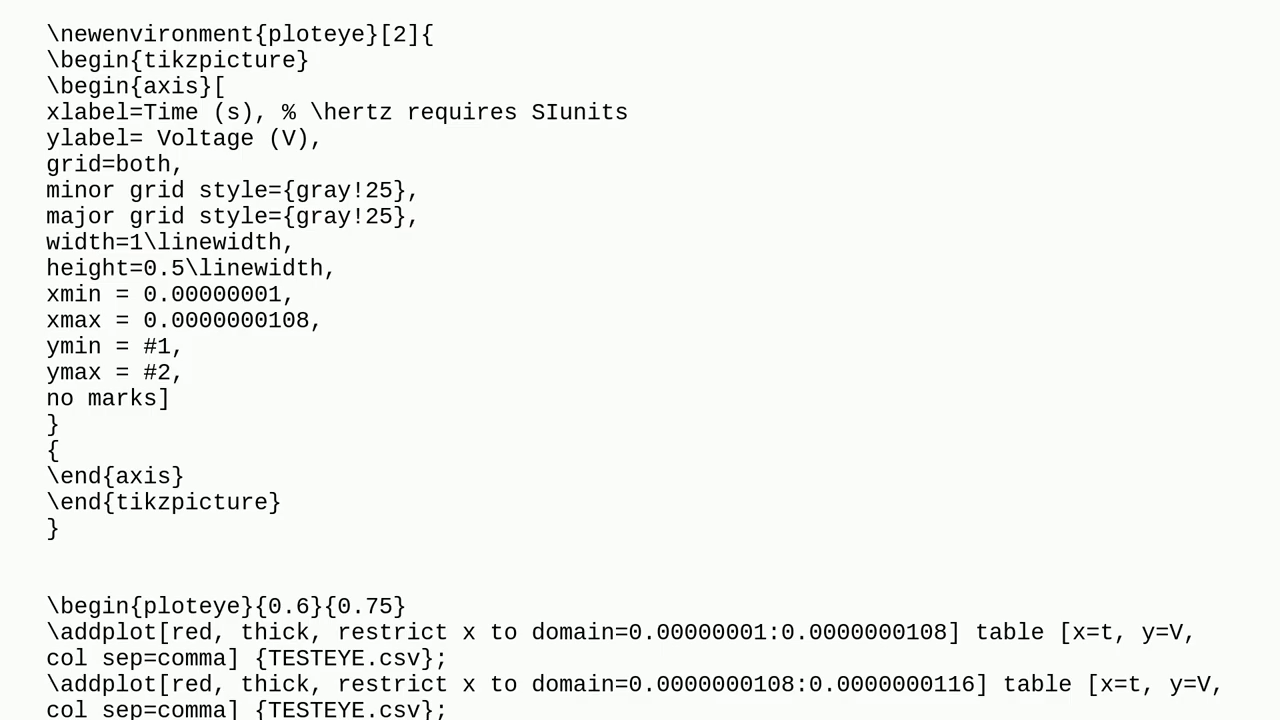 \newenvironment{ploteye}[2]{
\begin{tikzpicture}
\begin{axis}[
xlabel=Time (s), % \hertz requires SIunits
ylabel= Voltage (V),
grid=both,
minor grid style={gray!25},
major grid style={gray!25},
width=1\linewidth,
height=0.5\linewidth,
xmin = 0.00000001,
xmax = 0.0000000108,
ymin = #1,
ymax = #2,
no marks]
}
{
\end{axis}
\end{tikzpicture}
}
\begin{ploteye}{0.6}{0.75}
\addplot[red, thick, restrict x to domain=0.00000001:0.0000000108] table [x=t, y=V,
col sep=comma] {TESTEYE.csv};
\addplot[red, thick, restrict x to domain=0.0000000108:0.0000000116] table [x=t, y=V,
col sep=comma] {TESTEYE.csv};